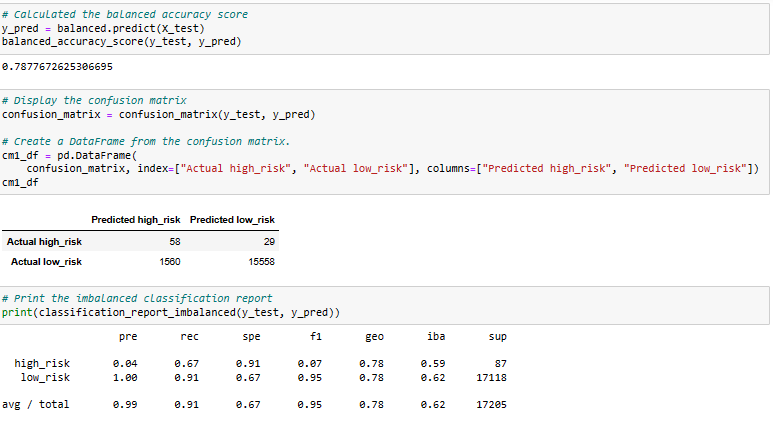 # Calculated the balanced accuracy score
y_pred = balanced.predict(X_test)
balanced_accuracy_score(y_test, y_pred)
0.7877672625306695
# Display the confusion matrix
confusion_matrix = confusion_matrix(y_test, y_pred)
# Create a DataFrame from the confusion matrix.
cm1_df = pd.DataFrame(
    confusion_matrix, index=["Actual high_risk", "Actual low_risk"], columns=["Predicted high_risk", "Predicted low_risk"])
cm1_df
Predicted high_risk Predicted low_risk
Actual high_risk 58 29
Actual low_risk 1560 15558
# Print the imbalanced classification report
print(classification_report_imbalanced(y_test, y_pred))
pre rec spe f1 geo iba sup
high_risk 0.04 0.67 0.91 0.07 0.78 0.59 87
low_risk 1.00 0.91 0.67 0.95 0.78 0.62 17118
avg / total 0.99 0.91 0.67 0.95 0.78 0.62 17205